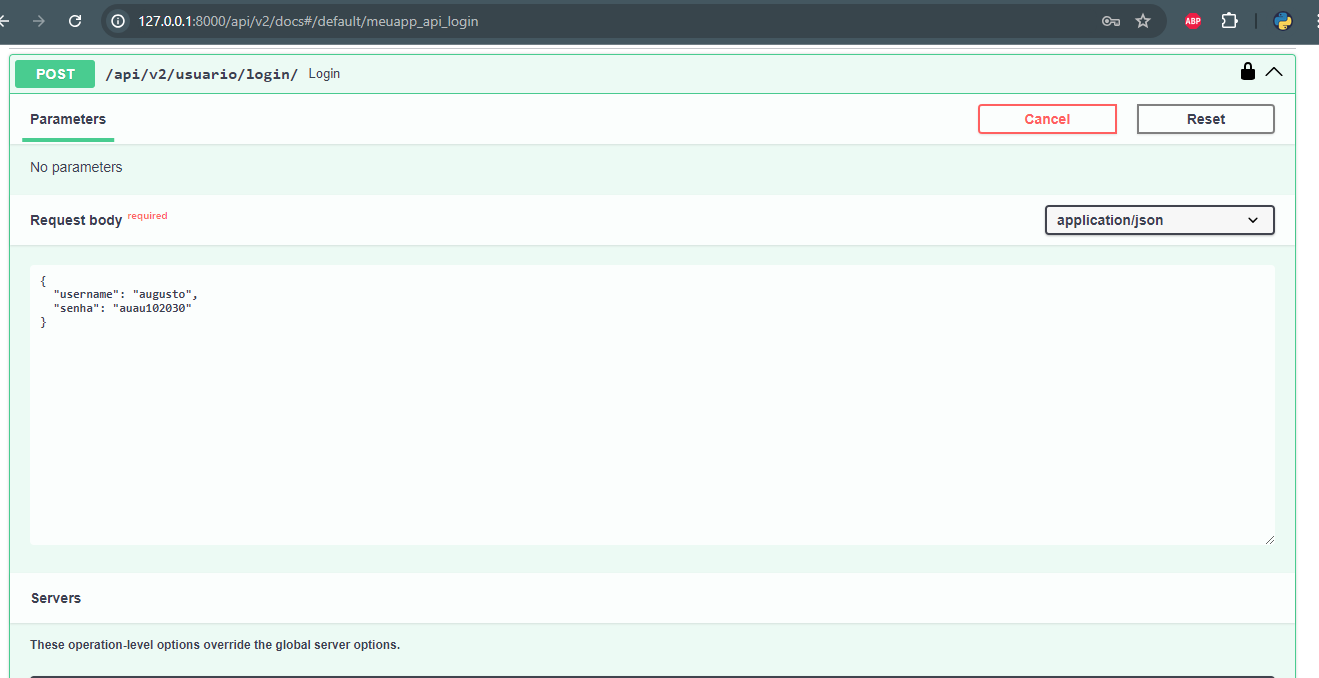 127.0.0.1:8000/api/v2/docs#/default/meuapp_api_login
ABP
POST /api/v2/usuario/login/ Login
Parameters Cancel Reset
No parameters
Request body required application/json
{
"username": "augusto",
"senha": "auau102030"
}
Servers
These operation-level options override the global server options.